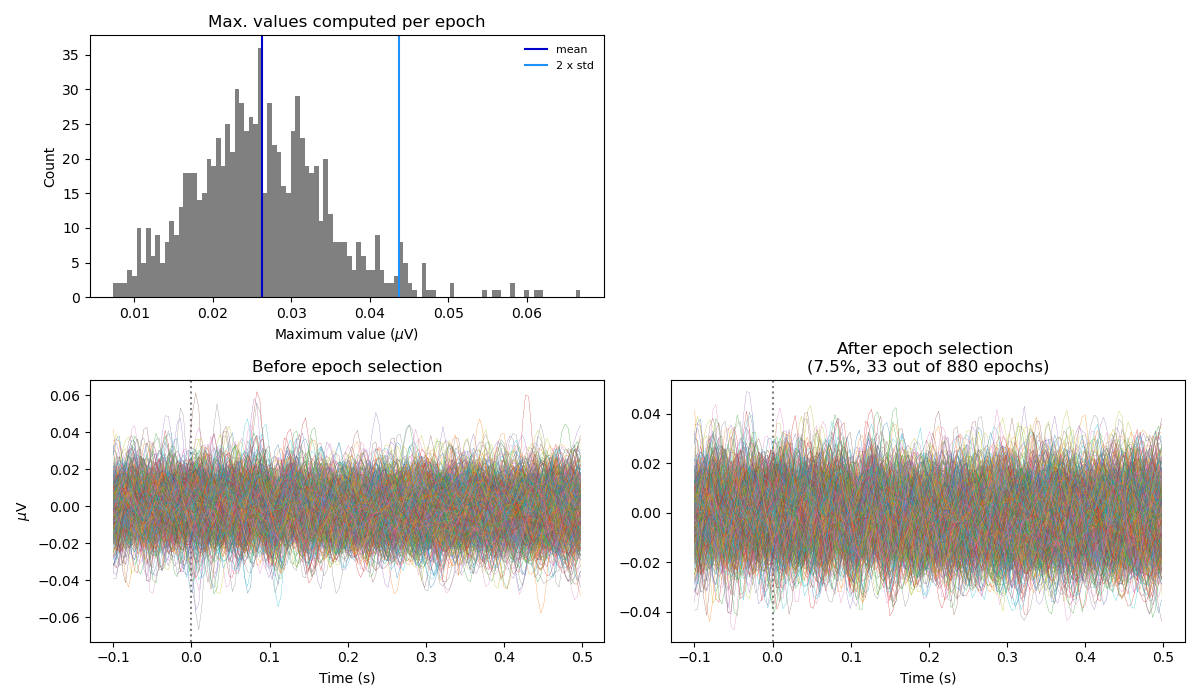 Max. values computed per epoch
35
30
25
20
15
10
5
0
Count
mean
2 x std
0.01 0.02 0.03 0.04 0.05 0.06
Maximum value (μV)
Before epoch selection
0.06
0.04
0.02
0.00
−0.02
−0.04
−0.06
μV
−0.1 0.0 0.1 0.2 0.3 0.4 0.5
Time (s)
After epoch selection
(7.5%, 33 out of 880 epochs)
0.04
0.02
0.00
−0.02
−0.04
−0.1 0.0 0.1 0.2 0.3 0.4 0.5
Time (s)